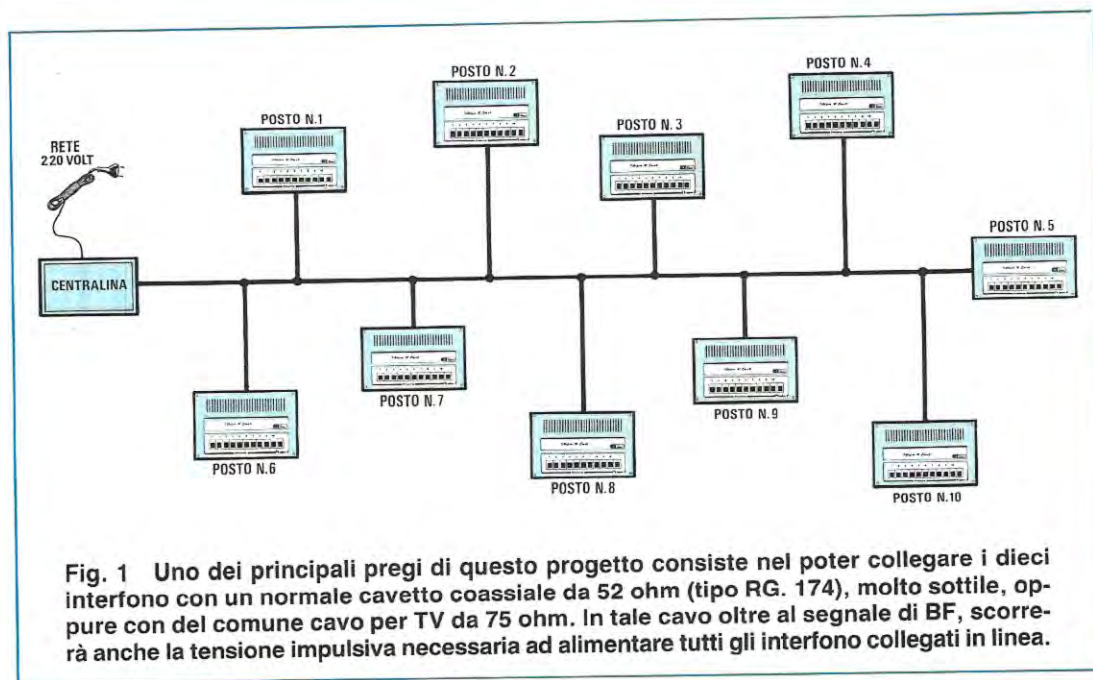 POSTO N.1
POSTO N.2
POSTO N.3
POSTO N.4
POSTO N.5
RETE
220 VOLT
CENTRALINA
POSTO N.6
POSTO N.7
POSTO N.8
POSTO N.9
POSTO N.10
Fig. 1 Uno dei principali pregi di questo progetto consiste nel poter collegare i dieci
interfono con un normale cavetto coassiale da 52 ohm (tipo RG. 174), molto sottile, op-
pure con del comune cavo per TV da 75 ohm. In tale cavo oltre al segnale di BF, scorre-
rà anche la tensione impulsiva necessaria ad alimentare tutti gli interfono collegati in linea.